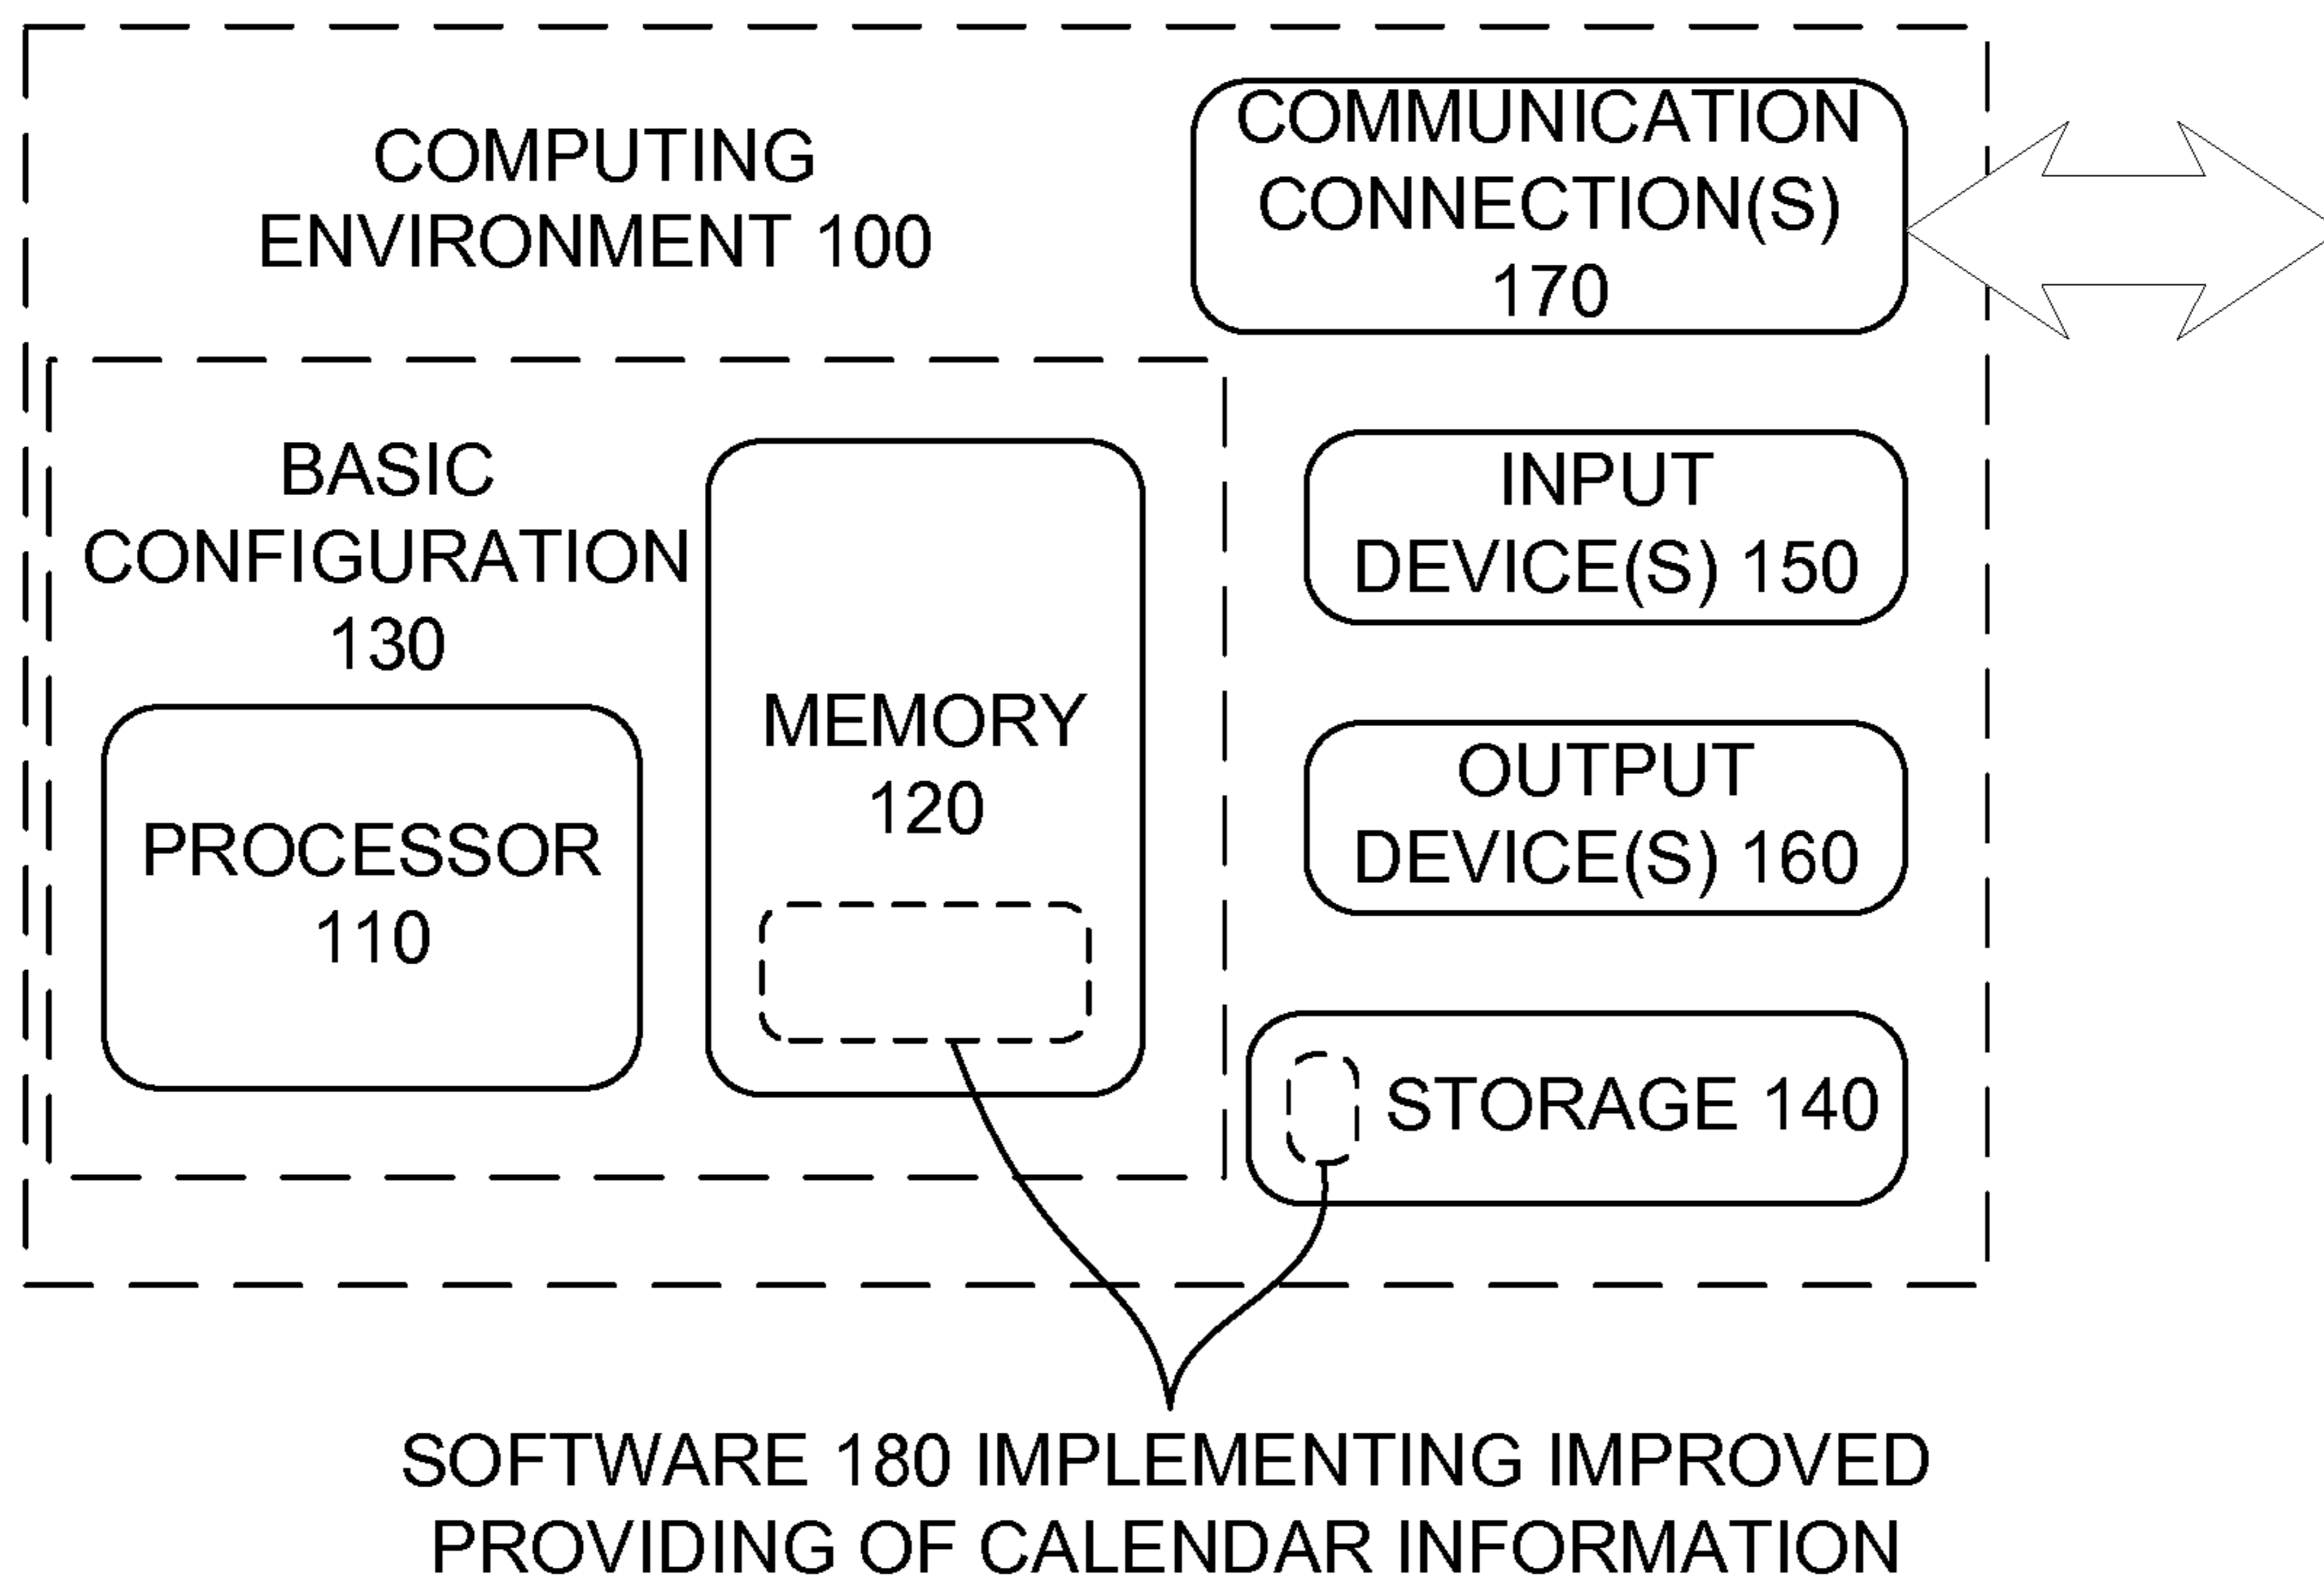 COMPUTING
ENVIRONMENT 100
COMMUNICATION
CONNECTION(S)
170
BASIC
CONFIGURATION
130
PROCESSOR
110
MEMORY
120
INPUT
DEVICE(S) 150
OUTPUT
DEVICE(S) 160
STORAGE 140
SOFTWARE 180 IMPLEMENTING IMPROVED
PROVIDING OF CALENDAR INFORMATION